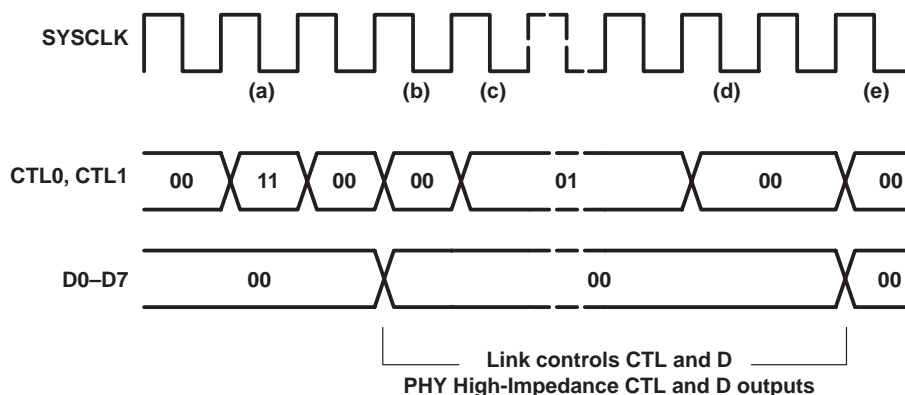 SYSCLK
(a) (b) (c) (d) (e)
CTL0, CTL1 00 11 00 00 01 00 00
D0–D7 00 00 00
Link controls CTL and D
PHY High-Impedance CTL and D outputs